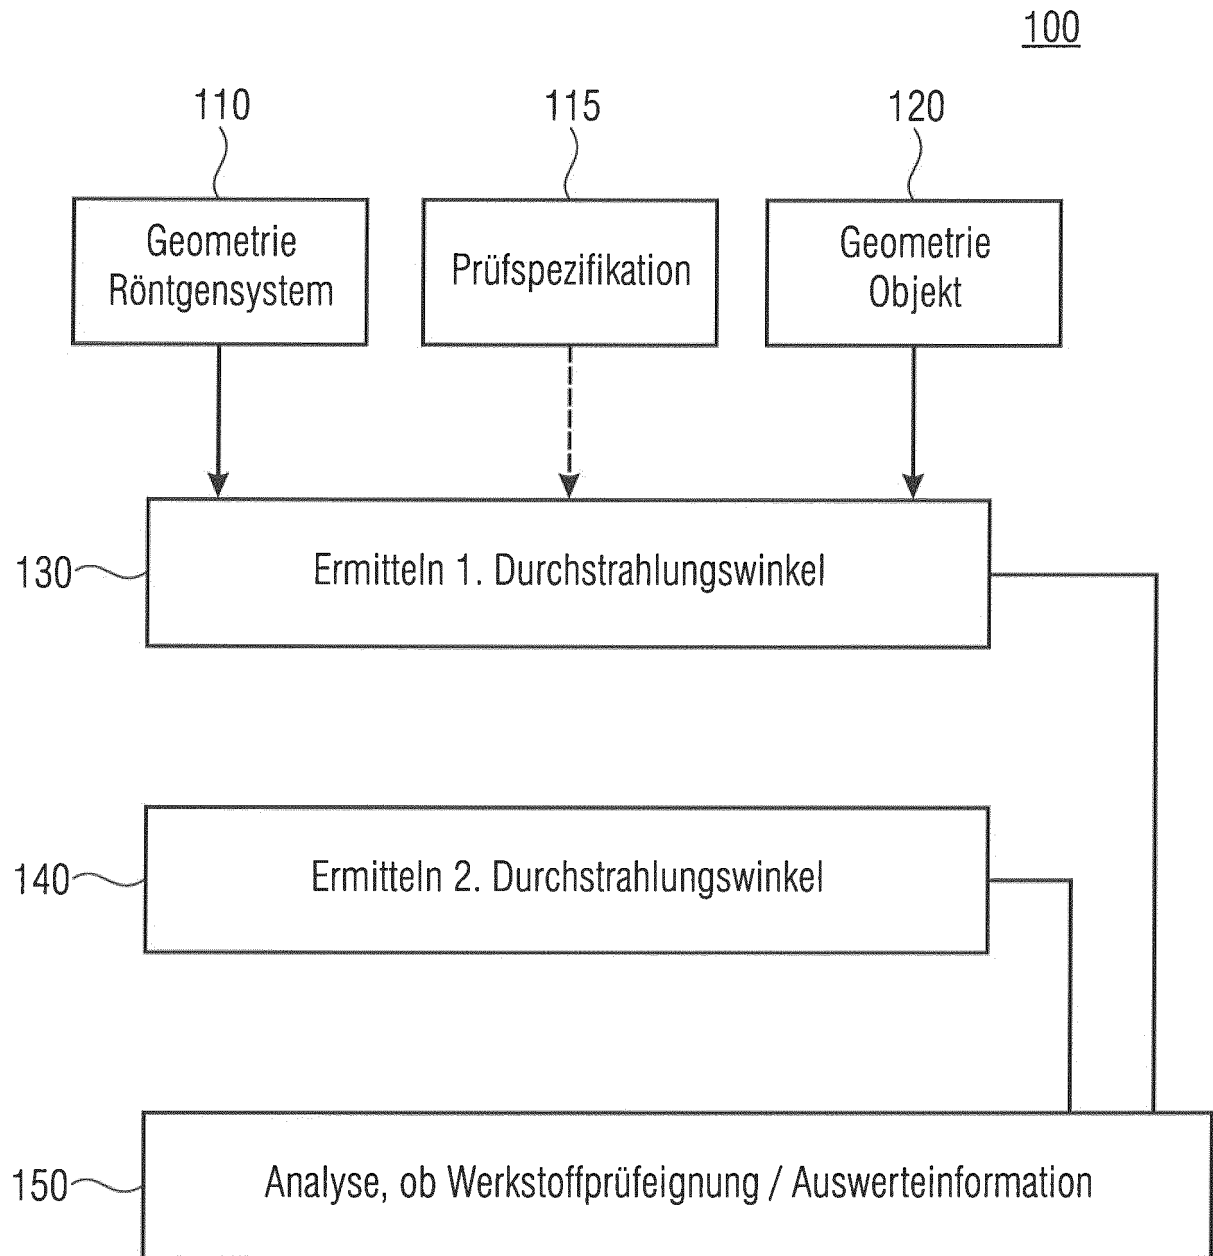 100
110
115
120
Geometrie
Röntgensystem
Prüfspezifikation
Geometrie
Objekt
130
Ermitteln 1. Durchstrahlungswinkel
140
Ermitteln 2. Durchstrahlungswinkel
150
Analyse, ob Werkstoffprüfeignung / Auswerteinformation